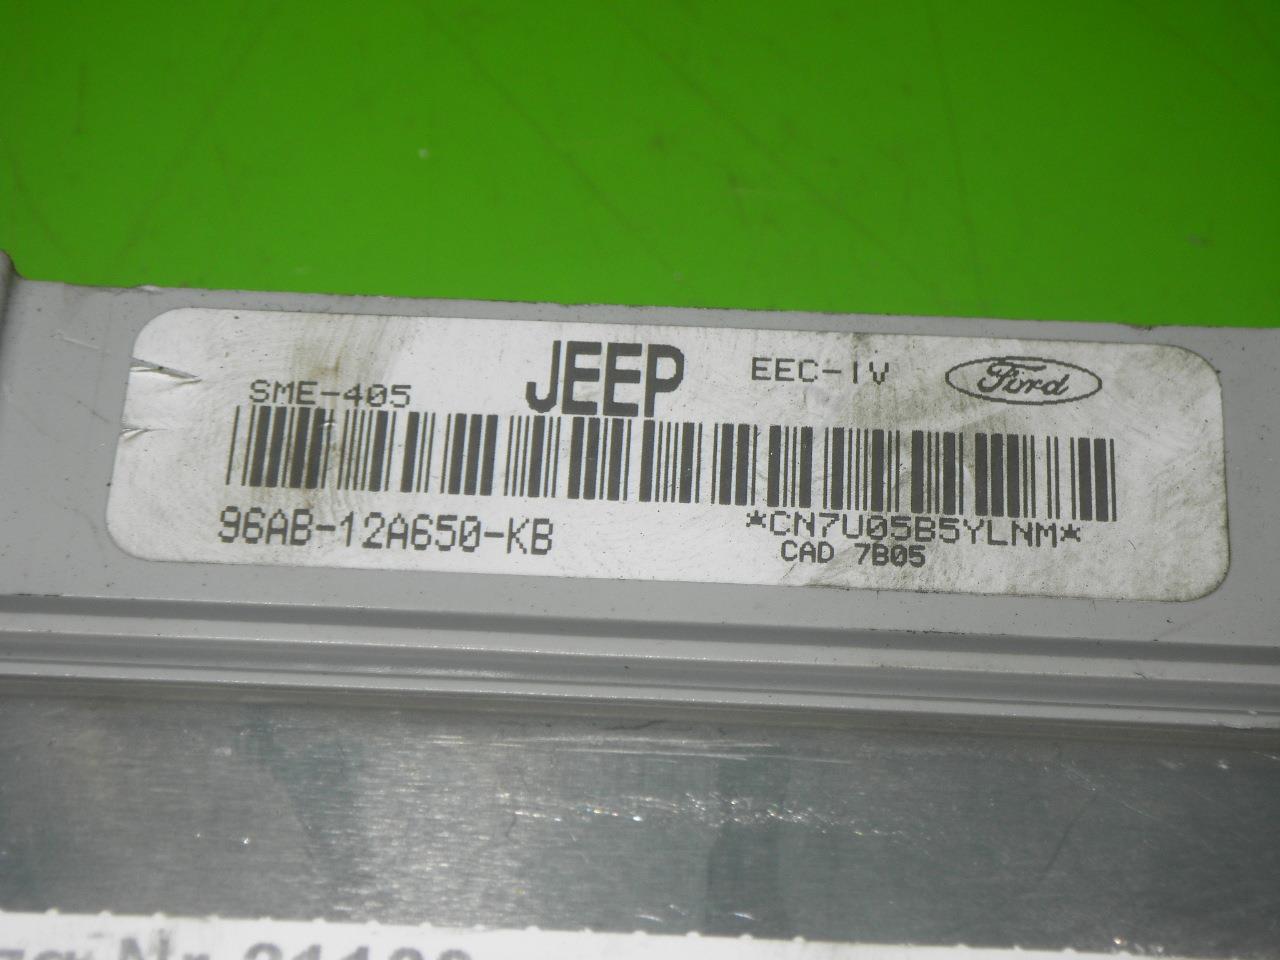 SME-405 JEEP EEC-IV Ford
96AB-12A650-KB *CN7U05B5YLNM*
CAD 7B05